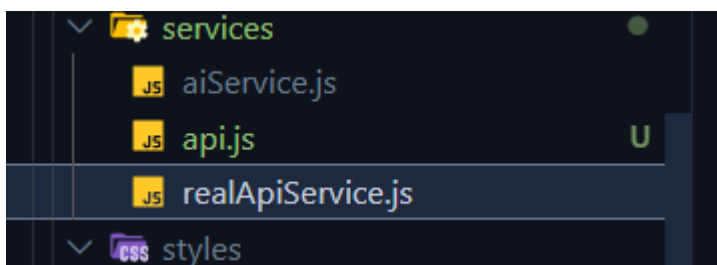 services
JS aiService.js
JS api.js U
JS realApiService.js
CSS styles